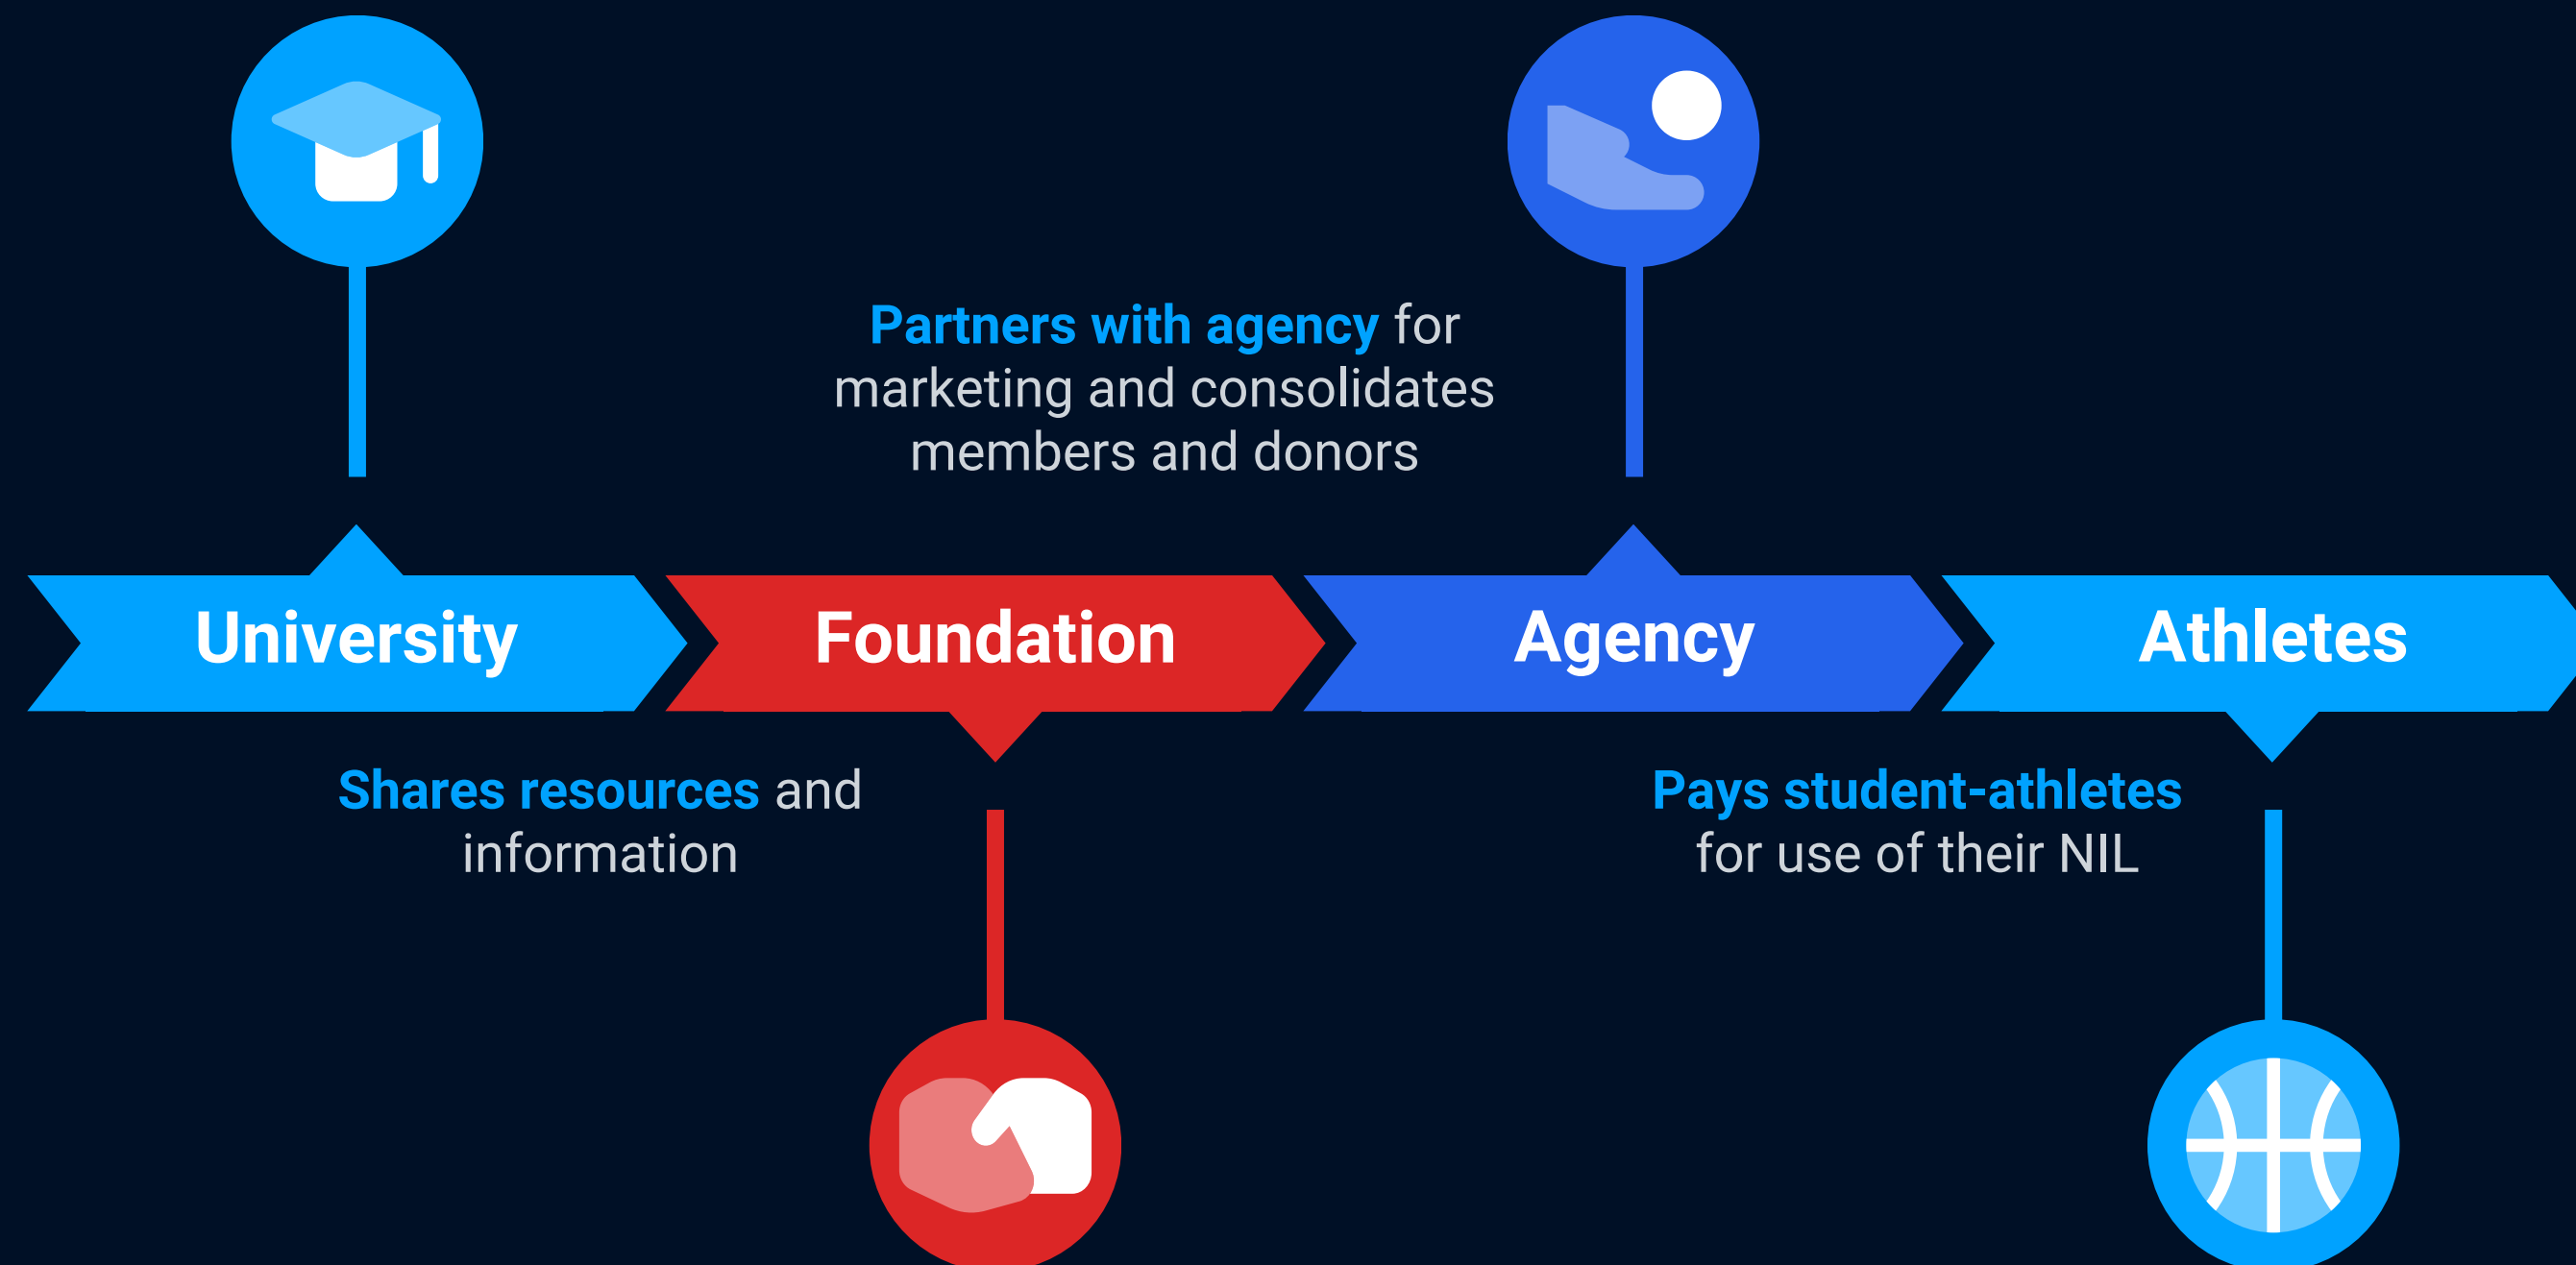 Partners with agency for
marketing and consolidates
members and donors
University
Foundation
Agency
Athletes
Shares resources and
information
Pays student-athletes
for use of their NIL